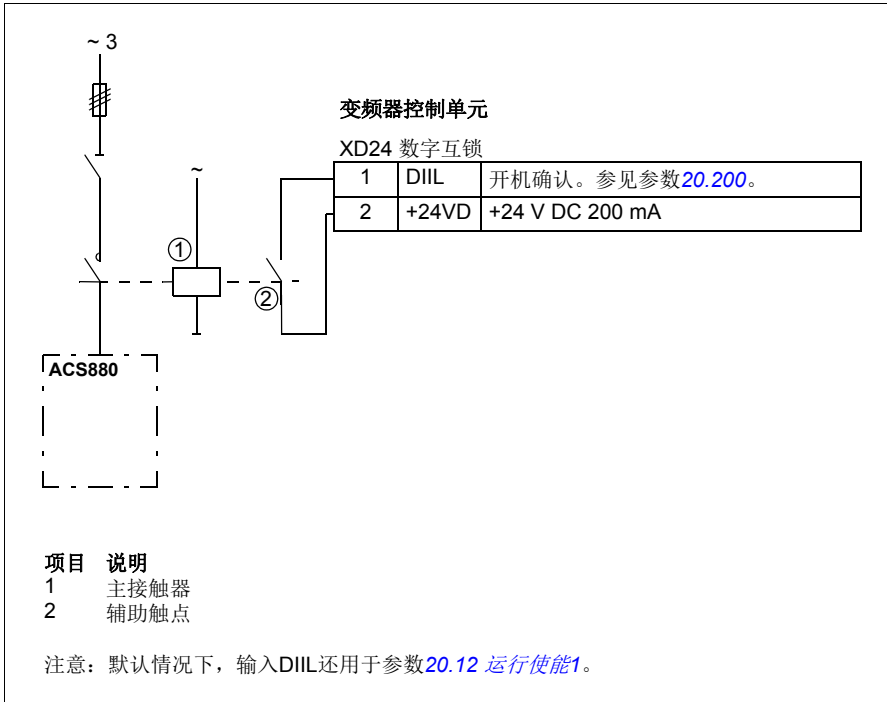 ~ 3
变频器控制单元
XD24 数字互锁
1 DIIL 开机确认。参见参数20.200。
2 +24VD +24 V DC 200 mA
~
①
②
ACS880
项目 说明
1 主接触器
2 辅助触点
注意：默认情况下，输入DIIL还用于参数20.12 运行使能1。